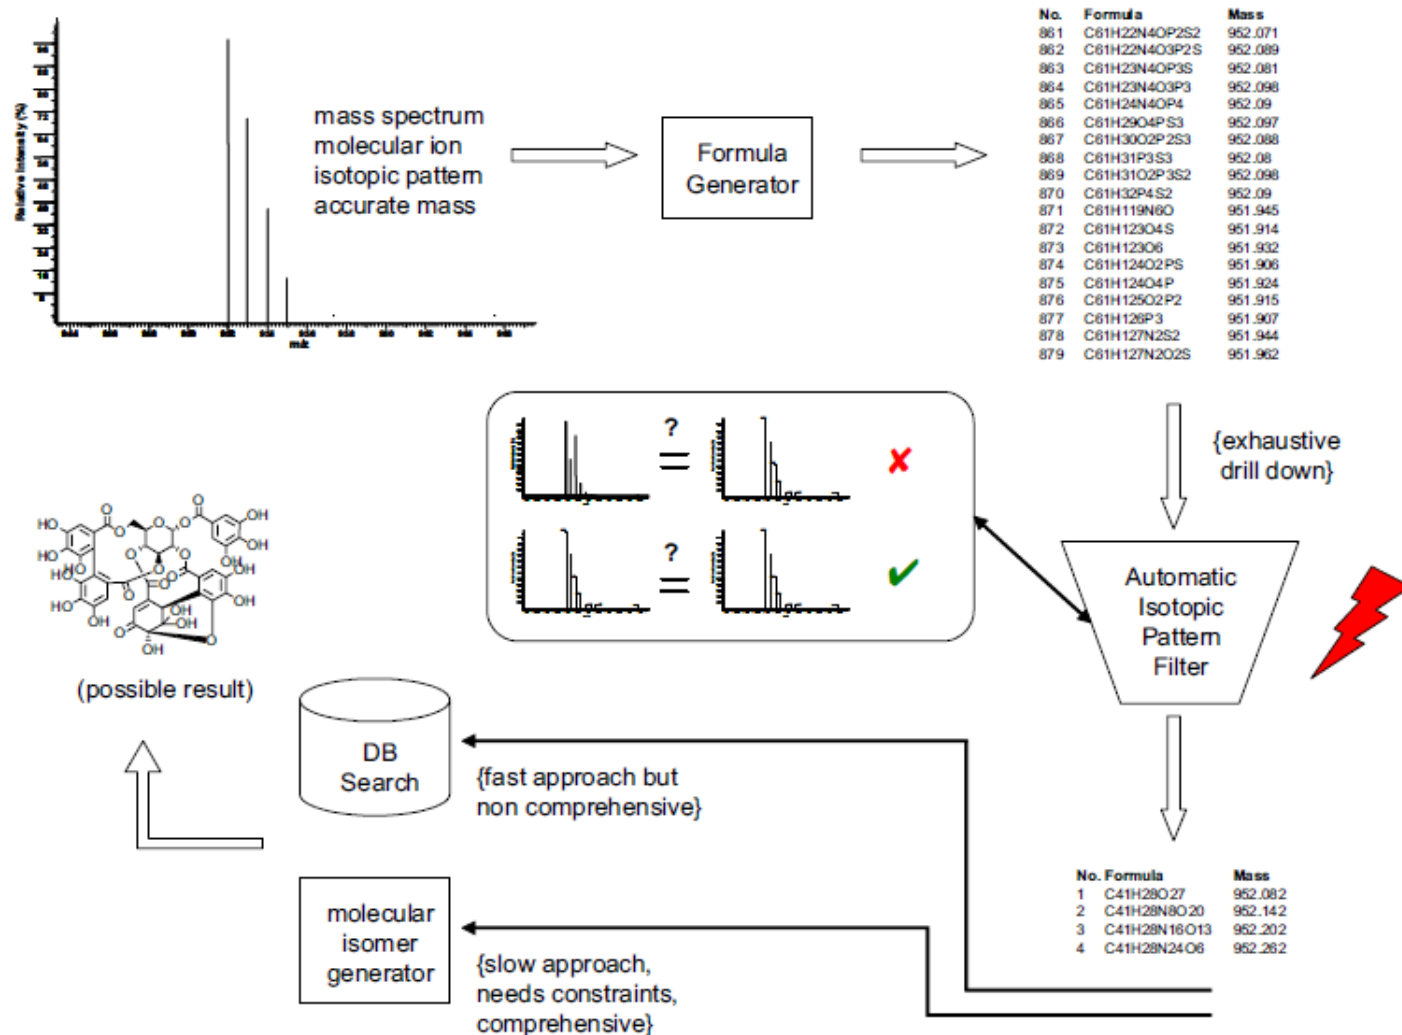 mass spectrum
molecular ion
isotopic pattern
accurate mass
Relative Intensity (%)
m/z
Formula
Generator
No. Formula Mass
861 C61H22N4OP2S2 952.071
862 C61H22N4O3P2S 952.089
863 C61H23N4OP3S 952.081
864 C61H23N4O3P3 952.098
865 C61H24N4OP4 952.09
866 C61H29O4PS3 952.097
867 C61H30O2P2S3 952.088
868 C61H31P3S3 952.08
869 C61H31O2P3S2 952.098
870 C61H32P4S2 952.09
871 C61H119N6O 951.945
872 C61H123O4S 951.914
873 C61H123O6 951.932
874 C61H124O2PS 951.906
875 C61H124O4P 951.924
876 C61H125O2P2 951.915
877 C61H126P3 951.907
878 C61H127N2S2 951.944
879 C61H127N2O2S 951.962
{exhaustive
drill down}
? =
? =
Automatic
Isotopic
Pattern
Filter
(possible result)
DB
Search
{fast approach but
non comprehensive}
molecular
isomer
generator
{slow approach,
needs constraints,
comprehensive}
No. Formula Mass
1 C41H28O27 952.082
2 C41H28N8O20 952.142
3 C41H28N16O13 952.202
4 C41H28N24O6 952.262